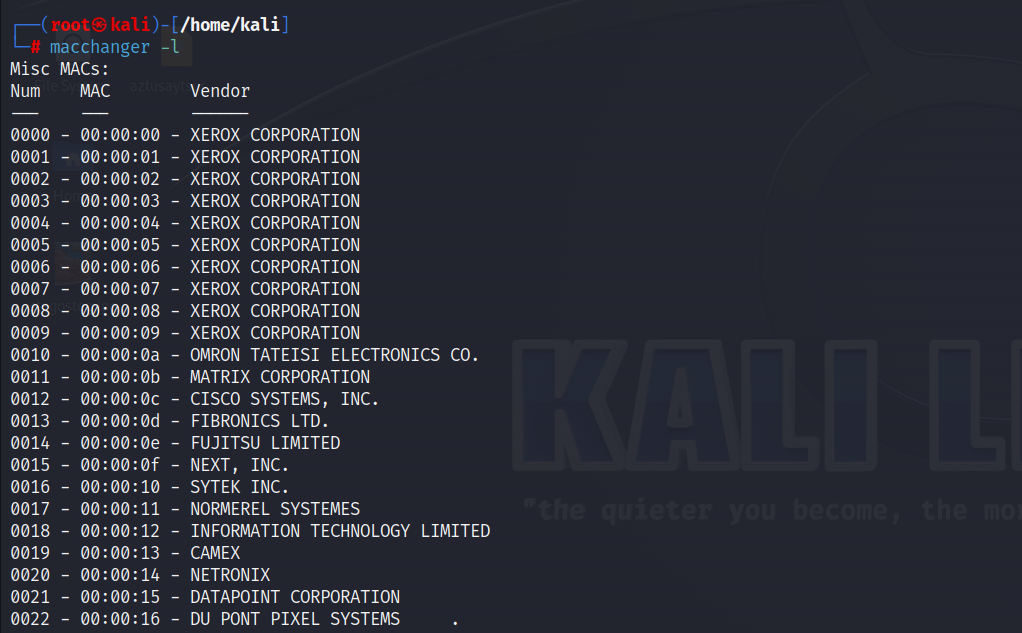 ┌──(root㉿kali)-[/home/kali]
└─# macchanger -l
Misc MACs:
Num    MAC        Vendor
———    ———        ——————
0000 - 00:00:00 - XEROX CORPORATION
0001 - 00:00:01 - XEROX CORPORATION
0002 - 00:00:02 - XEROX CORPORATION
0003 - 00:00:03 - XEROX CORPORATION
0004 - 00:00:04 - XEROX CORPORATION
0005 - 00:00:05 - XEROX CORPORATION
0006 - 00:00:06 - XEROX CORPORATION
0007 - 00:00:07 - XEROX CORPORATION
0008 - 00:00:08 - XEROX CORPORATION
0009 - 00:00:09 - XEROX CORPORATION
0010 - 00:00:0a - OMRON TATEISI ELECTRONICS CO.
0011 - 00:00:0b - MATRIX CORPORATION
0012 - 00:00:0c - CISCO SYSTEMS, INC.
0013 - 00:00:0d - FIBRONICS LTD.
0014 - 00:00:0e - FUJITSU LIMITED
0015 - 00:00:0f - NEXT, INC.
0016 - 00:00:10 - SYTEK INC.
0017 - 00:00:11 - NORMEREL SYSTEMES
0018 - 00:00:12 - INFORMATION TECHNOLOGY LIMITED
0019 - 00:00:13 - CAMEX
0020 - 00:00:14 - NETRONIX
0021 - 00:00:15 - DATAPOINT CORPORATION
0022 - 00:00:16 - DU PONT PIXEL SYSTEMS     .
KALI LI
"the quieter you become, the mor